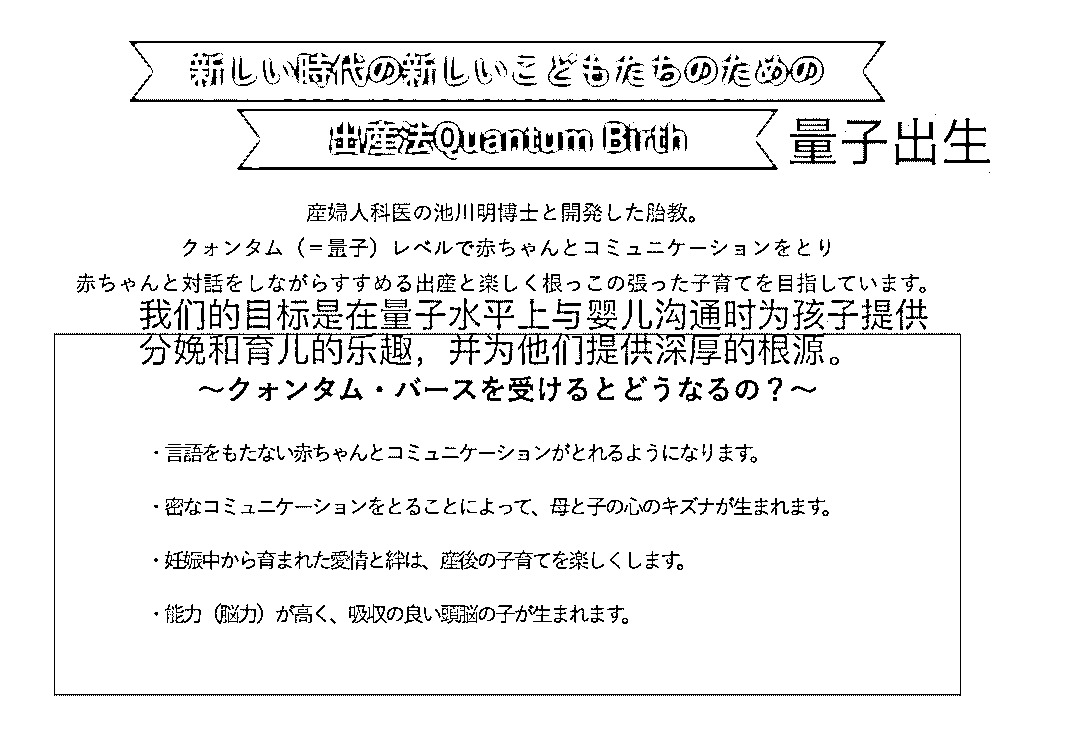 新しい時代の新しいこどもたちのための
出産法Quantum Birth
量子出生
産婦人科医の池川明博士と開発した胎教。
クォンタム（＝量子）レベルで赤ちゃんとコミュニケーションをとり
赤ちゃんと対話をしながらすすめる出産と楽しく根っこの張った子育てを目指しています。
我们的目标是在量子水平上与婴儿沟通时为孩子提供
分娩和育儿的乐趣，并为他们提供深厚的根源。
～クォンタム・バースを受けるとどうなるの？～
・言語をもたない赤ちゃんとコミュニケーションがとれるようになります。
・密なコミュニケーションをとることによって、母と子の心のキズナが生まれます。
・妊娠中から育まれた愛情と絆は、産後の子育てを楽しくします。
・能力（脳力）が高く、吸収の良い頭脳の子が生まれます。